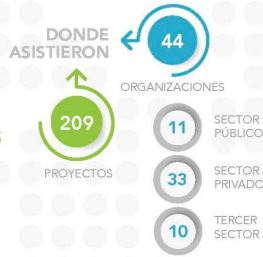 DONDE
ASISTIERON
44
ORGANIZACIONES
209
PROYECTOS
11
SECTOR
PÚBLICO
33
SECTOR
PRIVADO
10
TERCER
SECTOR